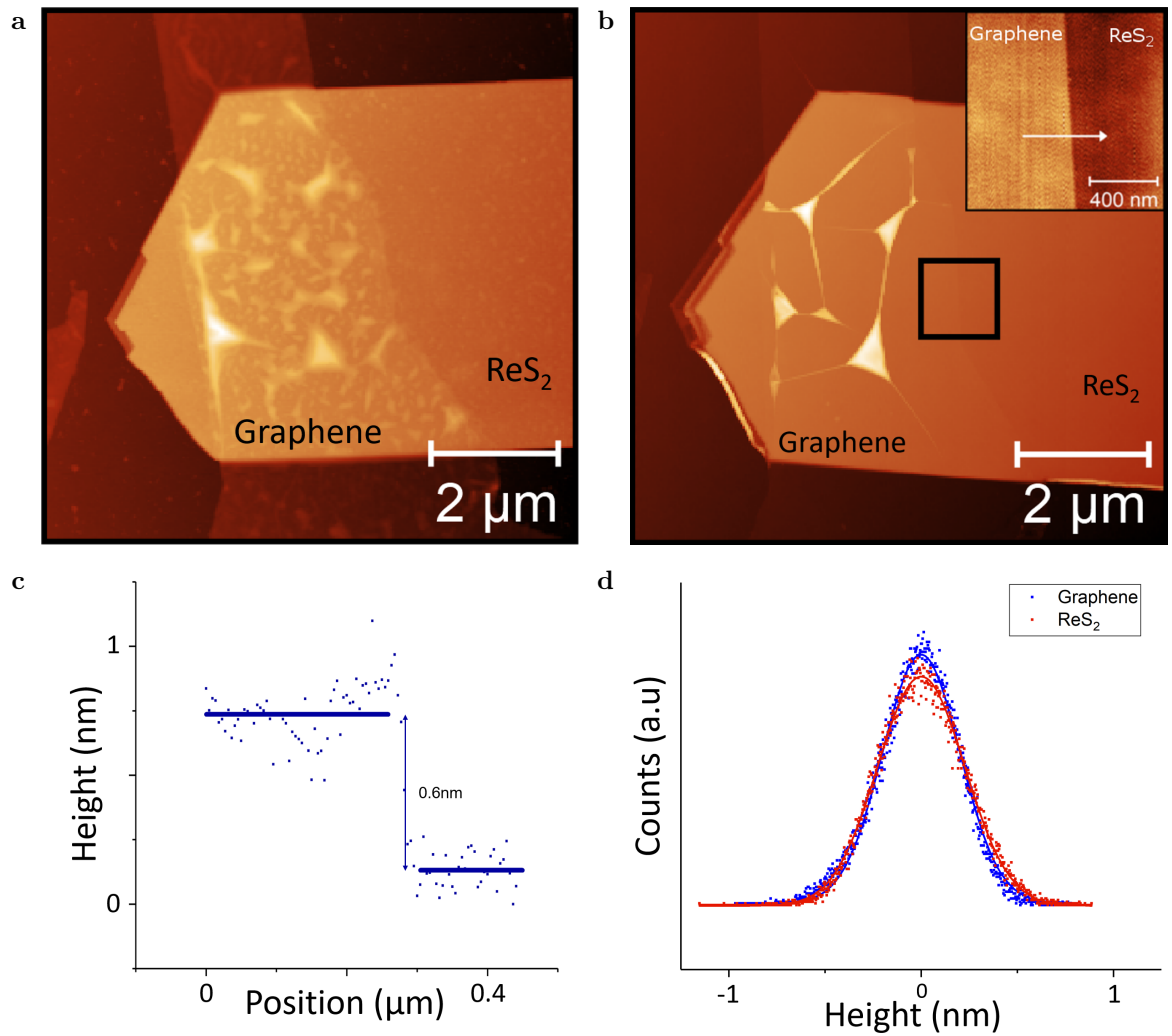 a
ReS₂
Graphene
2 µm
b
Graphene
ReS₂
400 nm
ReS₂
Graphene
2 µm
c
Height (nm)
1
0
0.6nm
0
0.4
Position (µm)
d
Counts (a.u)
Graphene
ReS₂
-1
0
1
Height (nm)